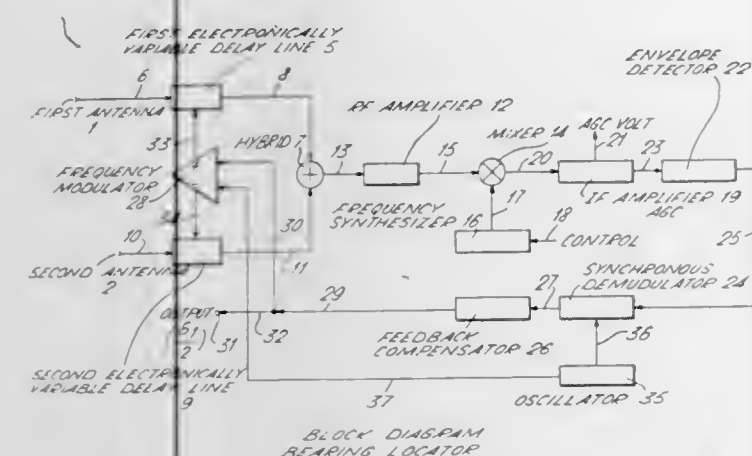 FIRST ELECTRONICALLY
VARIABLE DELAY LINE 5
6
8
FIRST ANTENNA
1
33
HYBRID 7
13
RF AMPLIFIER 12
15
MIXER 14
AGC VOLT
21
20
23
ENVELOPE
DETECTOR 22
IF AMPLIFIER 19
AGC
25
FREQUENCY
MODULATOR
28
34
FREQUENCY
SYNTHESIZER 16
17
18
CONTROL
30
10
11
SECOND ANTENNA
2
OUTPUT
31
32
29
27
SYNCHRONOUS
DEMUDULATOR 24
FEEDBACK
COMPENSATOR 26
36
SECOND ELECTRONICALLY
VARIABLE DELAY LINE
9
37
OSCILLATOR 35
BLOCK DIAGRAM
BEARING LOCATOR